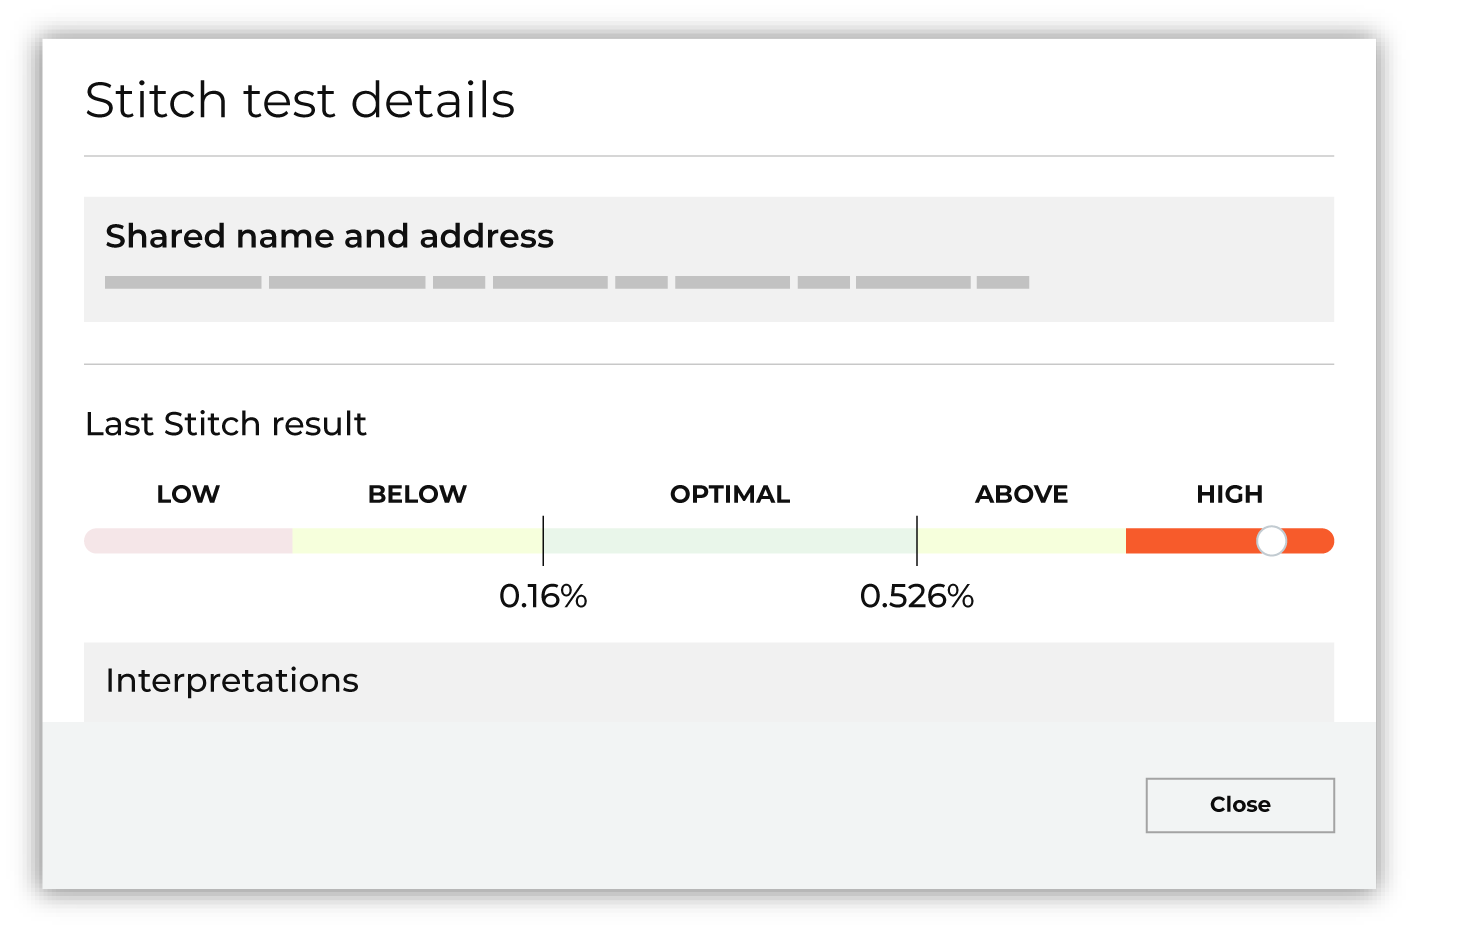 Stitch test details
Shared name and address
Last Stitch result
LOW BELOW OPTIMAL ABOVE HIGH
0.16% 0.526%
Interpretations
Close